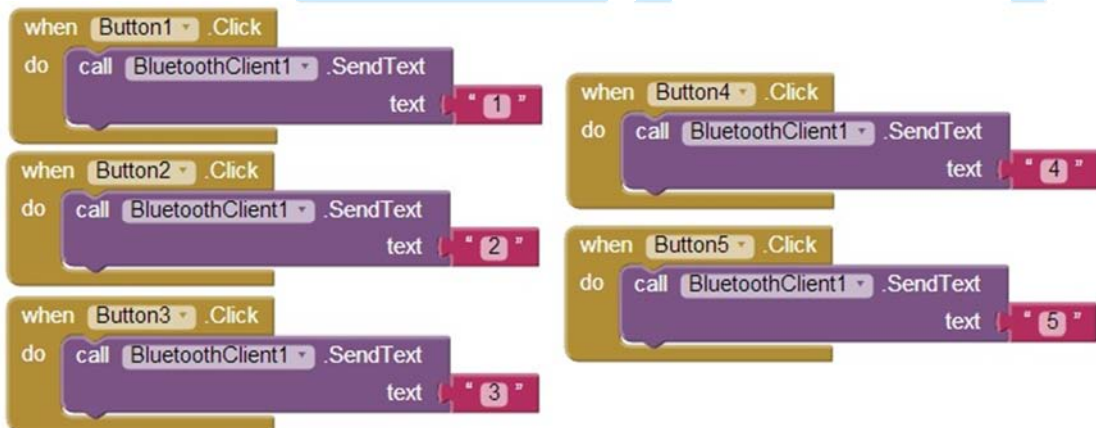 when Button1 .Click
do call BluetoothClient1 .SendText
text " 1 "
when Button2 .Click
do call BluetoothClient1 .SendText
text " 2 "
when Button3 .Click
do call BluetoothClient1 .SendText
text " 3 "
when Button4 .Click
do call BluetoothClient1 .SendText
text " 4 "
when Button5 .Click
do call BluetoothClient1 .SendText
text " 5 "